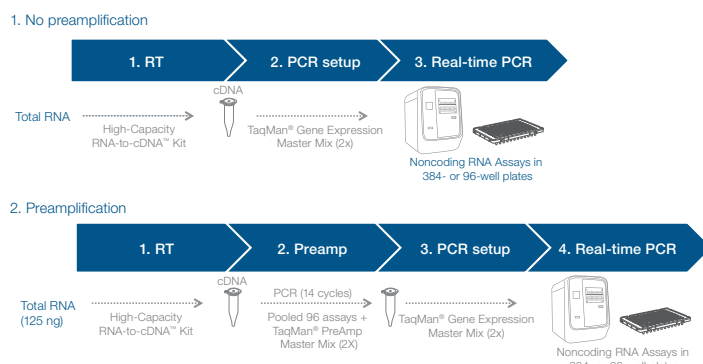 1. No preamplification
1. RT
2. PCR setup
3. Real-time PCR
cDNA
Total RNA
High-Capacity
RNA-to-cDNA™ Kit
TaqMan® Gene Expression
Master Mix (2x)
Noncoding RNA Assays in
384- or 96-well plates
2. Preamplification
1. RT
2. Preamp
3. PCR setup
4. Real-time PCR
cDNA
Total RNA
(125 ng)
High-Capacity
RNA-to-cDNA™ Kit
PCR (14 cycles)
Pooled 96 assays +
TaqMan® PreAmp
Master Mix (2X)
TaqMan® Gene Expression
Master Mix (2x)
Noncoding RNA Assays in